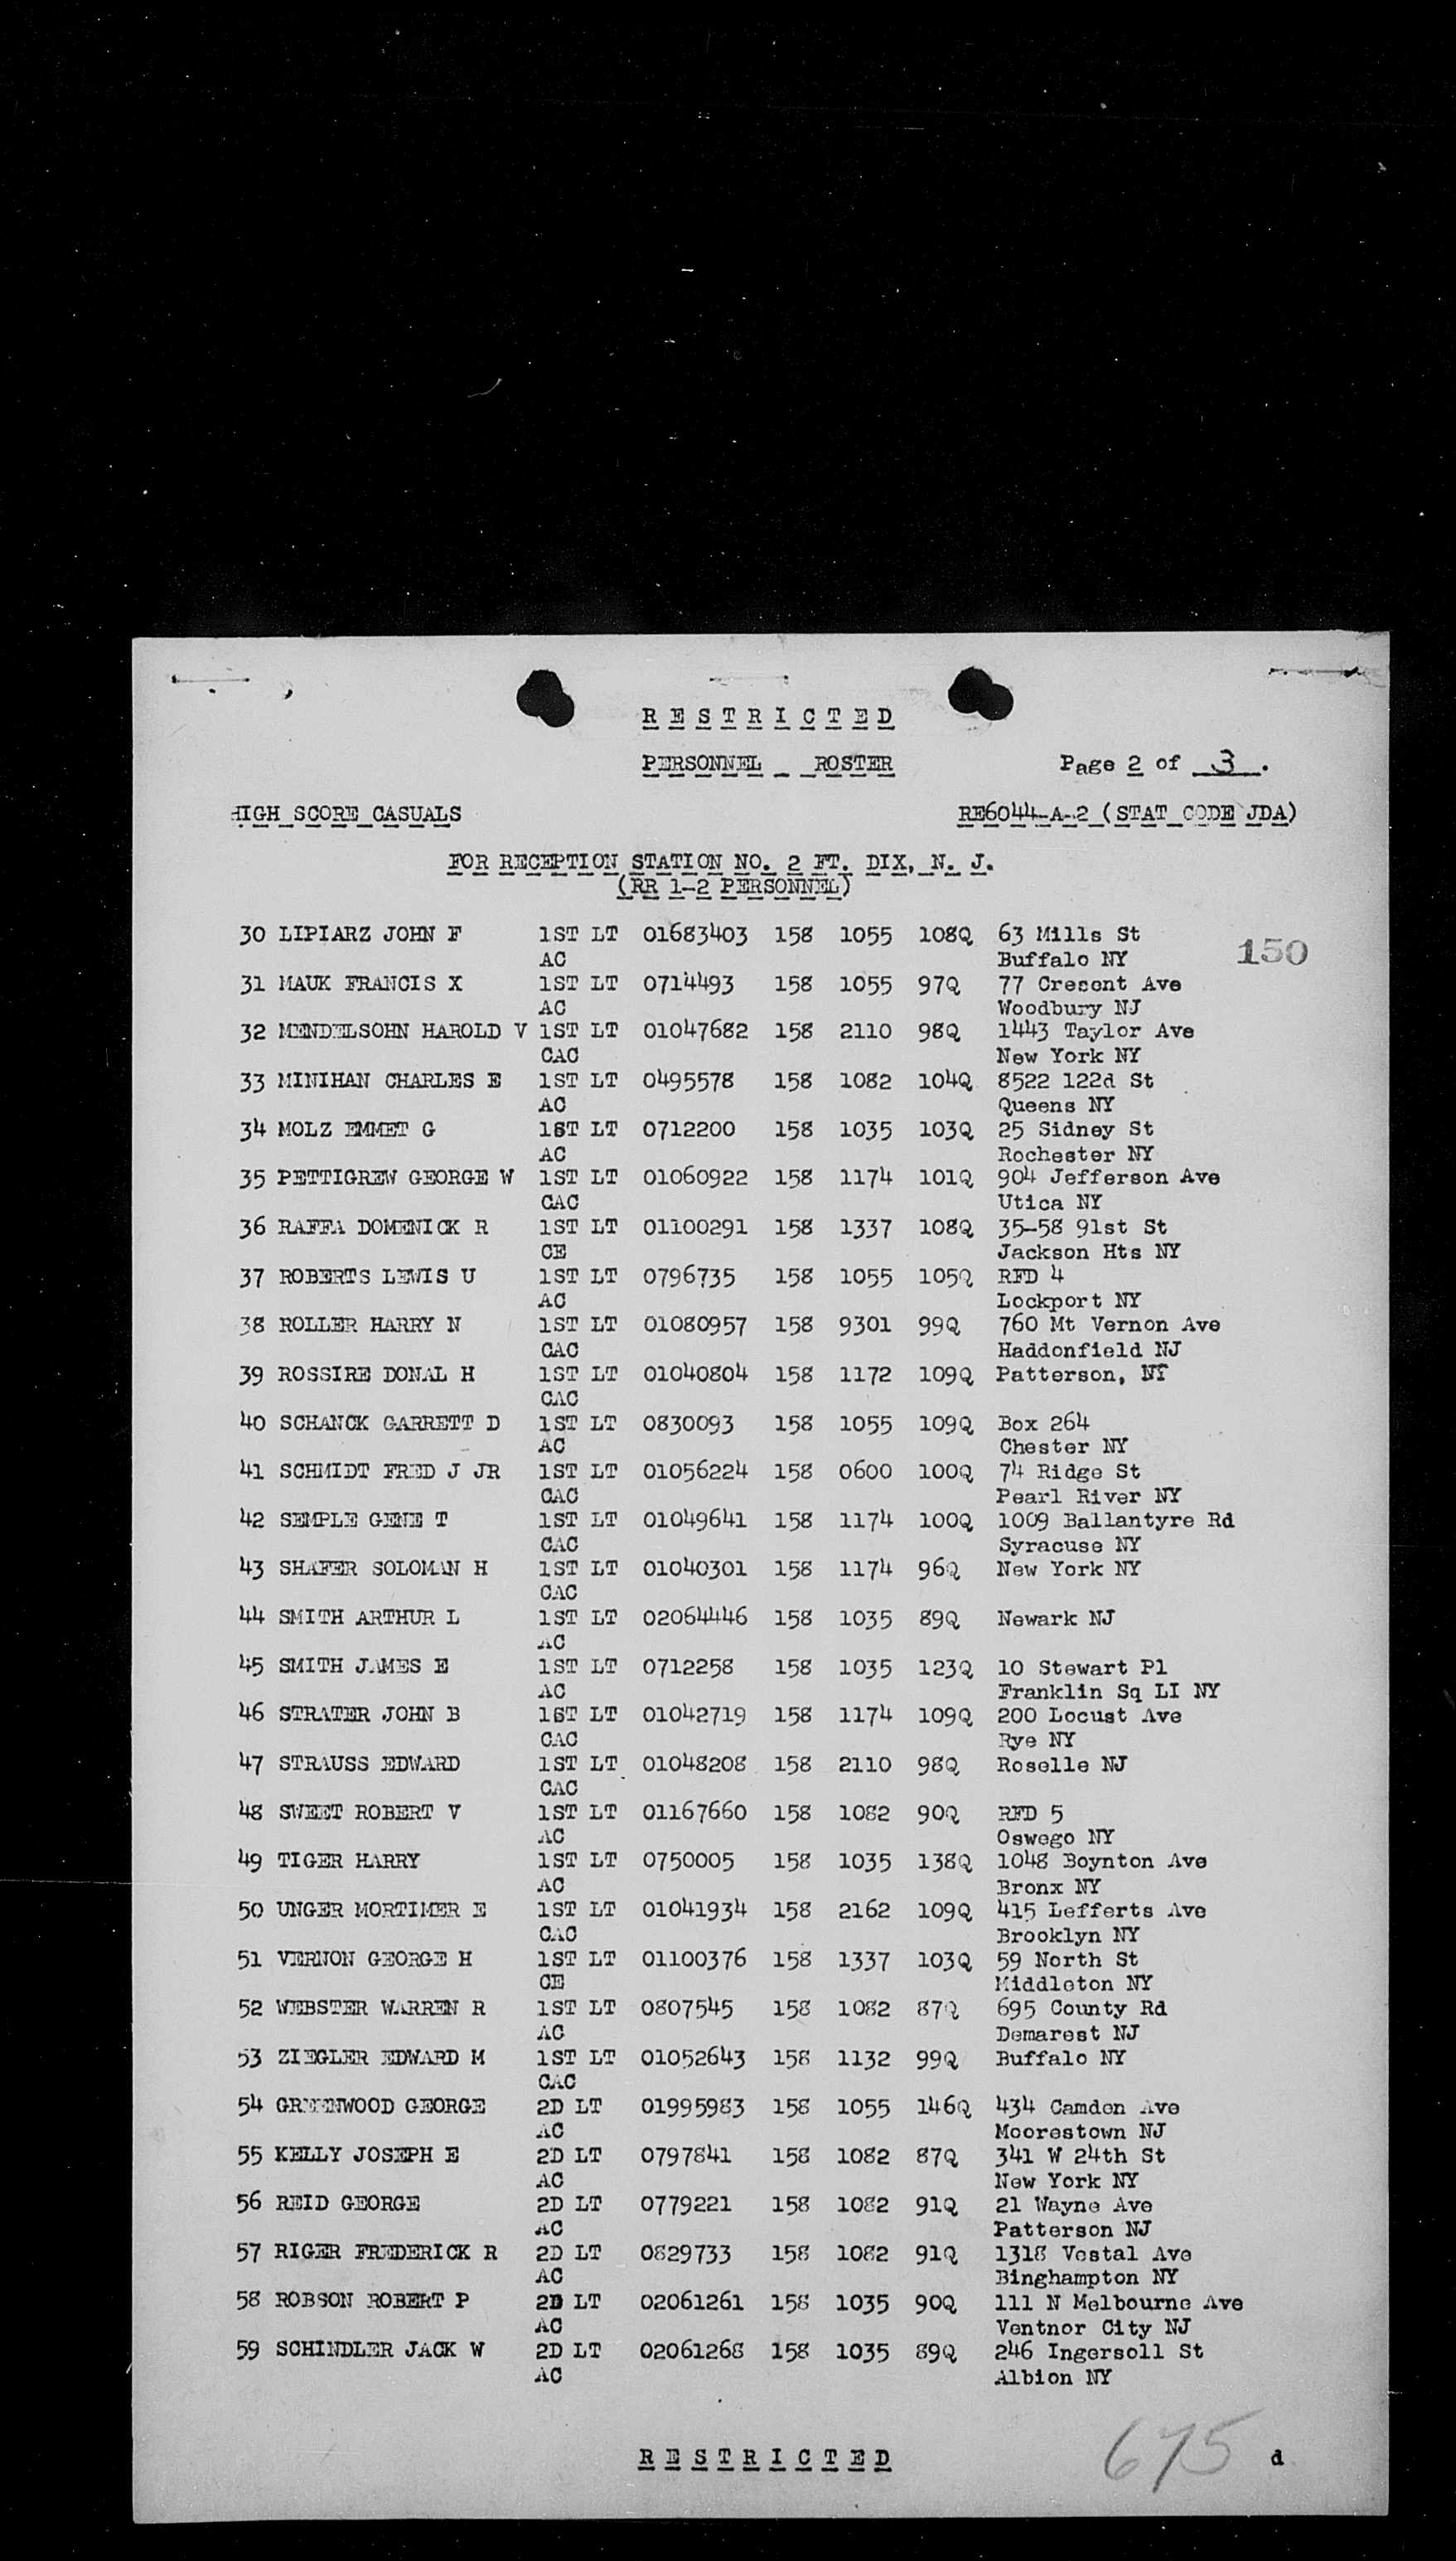 RESTRICTED
PERSONNEL ROSTER Page 2 of 3.
HIGH SCORE CASUALS RE6044-A-2 (STAT CODE JDA)
FOR RECEPTION STATION NO. 2 FT. DIX, N. J.
(RR 1-2 PERSONNEL)
150
30 LIPIARZ JOHN F 1ST LT 01683403 158 1055 108Q 63 Mills St
AC Buffalo NY
31 MAUK FRANCIS X 1ST LT 0714493 158 1055 97Q 77 Crescnt Ave
AC Woodbury NJ
32 MENDELSOHN HAROLD V 1ST LT 01047682 158 2110 98Q 1443 Taylor Ave
CAC New York NY
33 MINIHAN CHARLES E 1ST LT 0495578 158 1082 104Q 8522 122d St
AC Queens NY
34 MOLZ EMMET G 1ST LT 0712200 158 1035 103Q 25 Sidney St
AC Rochester NY
35 PETTIGREW GEORGE W 1ST LT 01060922 158 1174 101Q 904 Jefferson Ave
CAC Utica NY
36 RAFFA DOMENICK R 1ST LT 01100291 158 1337 108Q 35-58 91st St
CE Jackson Hts NY
37 ROBERTS LEWIS U 1ST LT 0796735 158 1055 105Q RFD 4
AC Lockport NY
38 ROLLER HARRY N 1ST LT 01080957 158 9301 99Q 760 Mt Vernon Ave
CAC Haddonfield NJ
39 ROSSIRE DONAL H 1ST LT 01040804 158 1172 109Q Patterson, NY
CAC
40 SCHANCK GARRETT D 1ST LT 0830093 158 1055 109Q Box 264
AC Chester NY
41 SCHMIDT FRED J JR 1ST LT 01056224 158 0600 100Q 74 Ridge St
CAC Pearl River NY
42 SEMPLE GENE T 1ST LT 01049641 158 1174 100Q 1009 Ballantyre Rd
CAC Syracuse NY
43 SHAFER SOLOMAN H 1ST LT 01040301 158 1174 96Q New York NY
CAC
44 SMITH ARTHUR L 1ST LT 02064446 158 1035 89Q Newark NJ
AC
45 SMITH JAMES E 1ST LT 0712258 158 1035 123Q 10 Stewart Pl
AC Franklin Sq LI NY
46 STRATER JOHN B 1ST LT 01042719 158 1174 109Q 200 Locust Ave
CAC Rye NY
47 STRAUSS EDWARD 1ST LT 01048208 158 2110 98Q Roselle NJ
CAC
48 SWEET ROBERT V 1ST LT 01167660 158 1082 90Q RFD 5
AC Oswego NY
49 TIGER HARRY 1ST LT 0750005 158 1035 138Q 1048 Boynton Ave
AC Bronx NY
50 UNGER MORTIMER E 1ST LT 01041934 158 2162 109Q 415 Lefferts Ave
CAC Brooklyn NY
51 VERNON GEORGE H 1ST LT 01100376 158 1337 103Q 59 North St
CE Middleton NY
52 WEBSTER WARREN R 1ST LT 0807545 158 1082 87Q 695 County Rd
AC Demarest NJ
53 ZIEGLER EDWARD M 1ST LT 01052643 158 1132 99Q Buffalo NY
CAC
54 GREENWOOD GEORGE 2D LT 01995983 158 1055 146Q 434 Camden Ave
AC Moorestown NJ
55 KELLY JOSEPH E 2D LT 0797841 158 1082 87Q 341 W 24th St
AC New York NY
56 REID GEORGE 2D LT 0779221 158 1082 91Q 21 Wayne Ave
AC Patterson NJ
57 RIGER FREDERICK R 2D LT 0829733 158 1082 91Q 1318 Vestal Ave
AC Binghampton NY
58 ROBSON ROBERT P 2D LT 02061261 158 1035 90Q 111 N Melbourne Ave
AC Ventnor City NJ
59 SCHINDLER JACK W 2D LT 02061268 158 1035 89Q 246 Ingersoll St
AC Albion NY
RESTRICTED 675 d